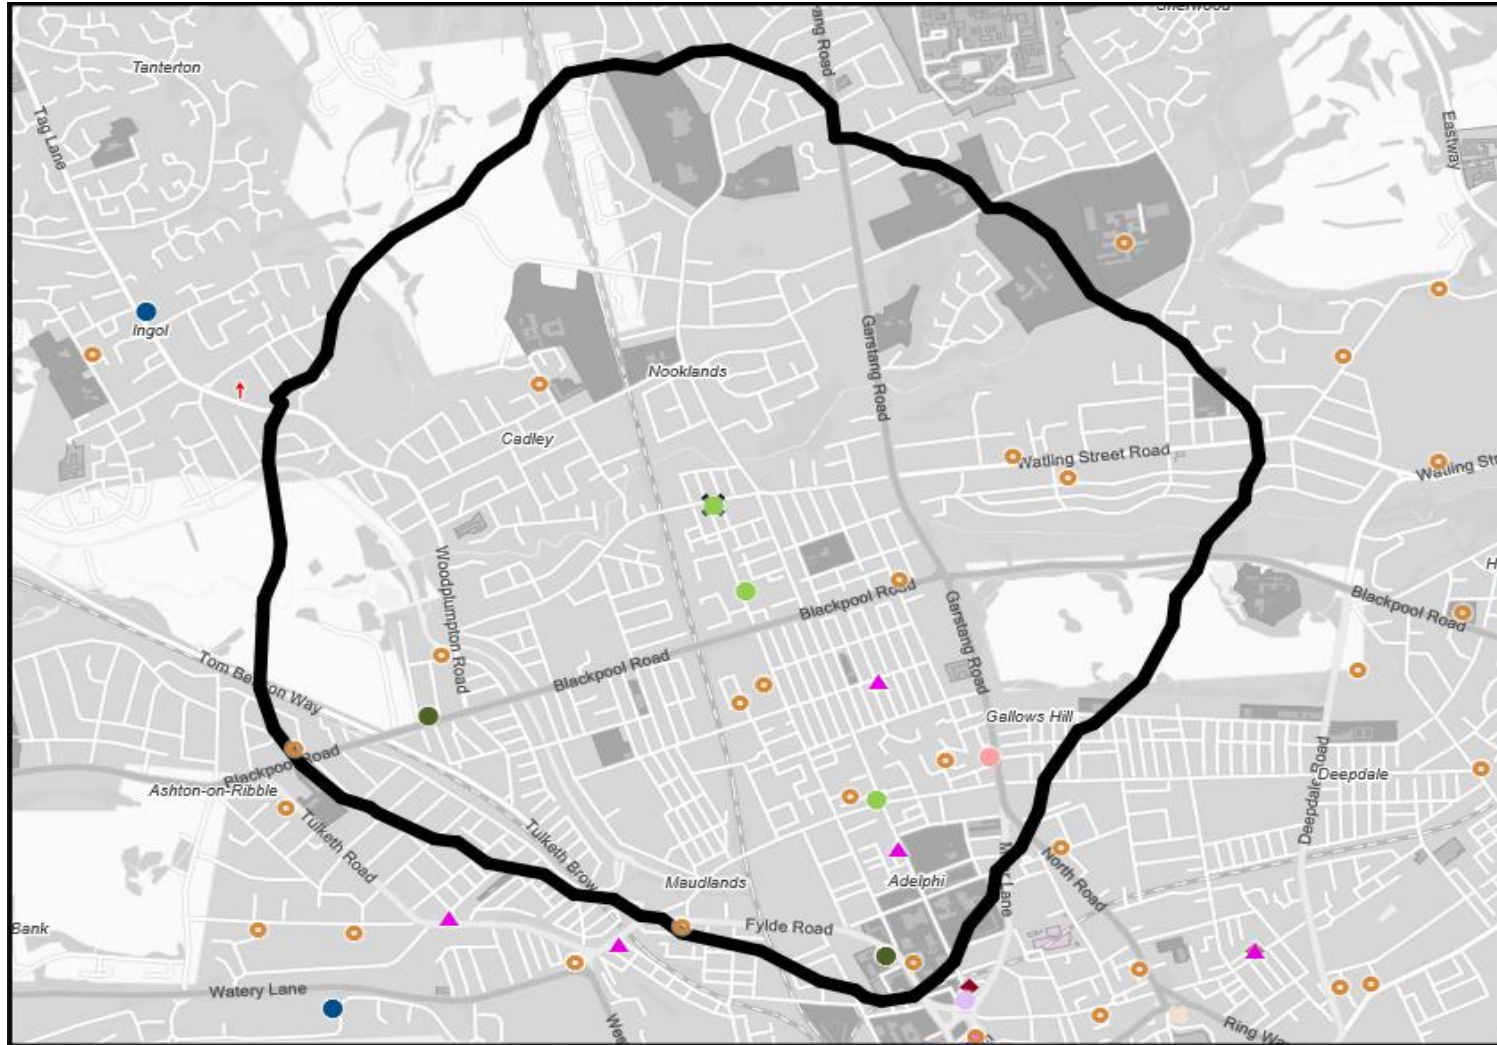 Sherwood
Tanterton
Tag Lane
Eastway
Ingol
Garstang Road
Nooklands
Cadley
Watling Street Road
Woodplumpton Road
Blackpool Road
Garstang Road
Blackpool Road
Blackpool Road
Tom Benson Way
Gallows Hill
Blackpool Road
Deepdale Road
Deepdale
Ashton-on-Ribble
Tulketh Road
Tulketh Brow
North Road
Maudlands
Adelphi
Lane
Fylde Road
Bank
Watery Lane
Ring Wa